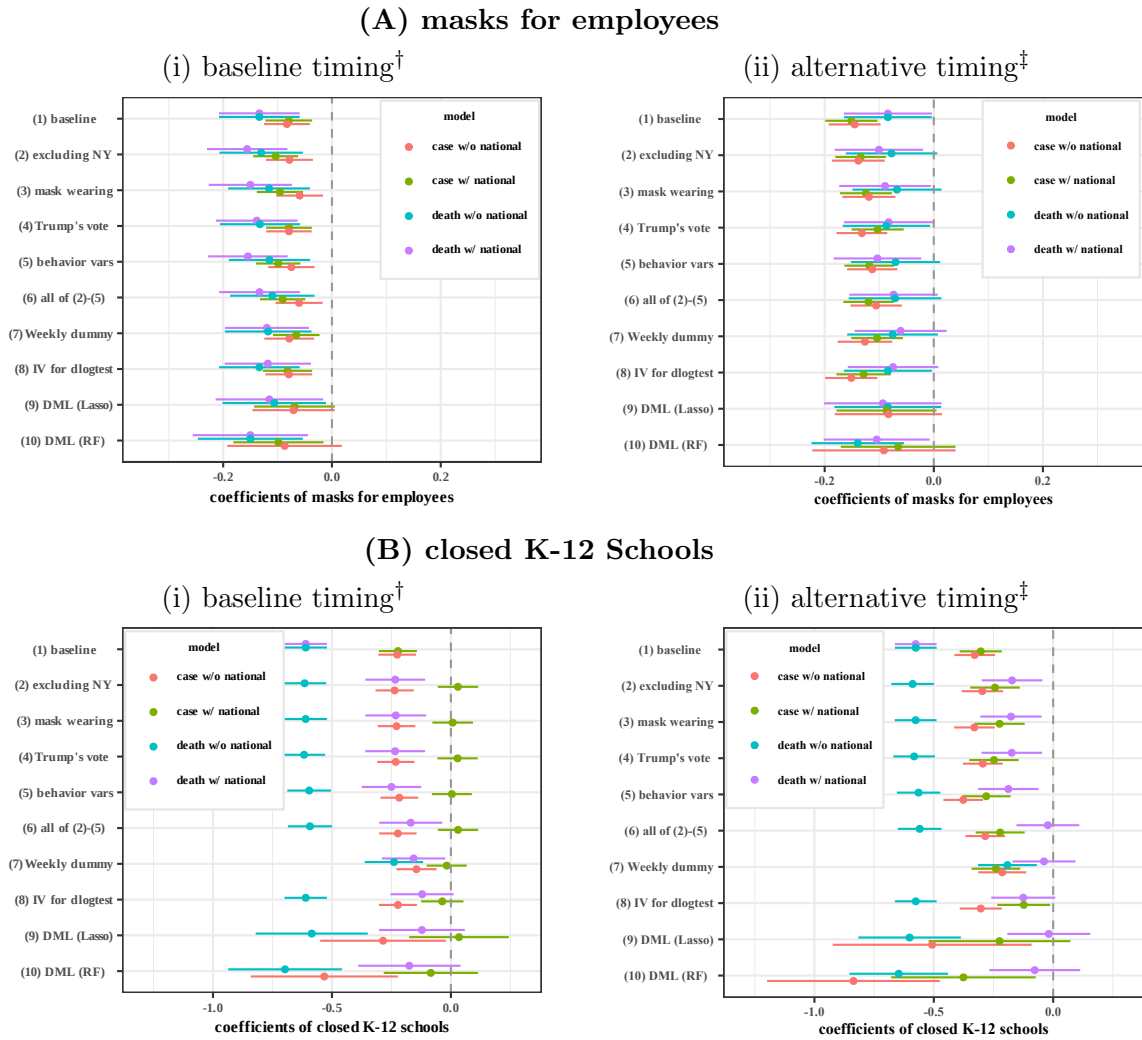 (A) masks for employees
(i) baseline timing†
(1) baseline
(2) excluding NY
(3) mask wearing
(4) Trump's vote
(5) behavior vars
(6) all of (2)-(5)
(7) Weekly dummy
(8) IV for dlogtest
(9) DML (Lasso)
(10) DML (RF)
model
case w/o national
case w/ national
death w/o national
death w/ national
-0.2 0.0 0.2
coefficients of masks for employees
(ii) alternative timing‡
(1) baseline
(2) excluding NY
(3) mask wearing
(4) Trump's vote
(5) behavior vars
(6) all of (2)-(5)
(7) Weekly dummy
(8) IV for dlogtest
(9) DML (Lasso)
(10) DML (RF)
model
case w/o national
case w/ national
death w/o national
death w/ national
-0.2 0.0 0.2
coefficients of masks for employees
(B) closed K-12 Schools
(i) baseline timing†
(1) baseline
(2) excluding NY
(3) mask wearing
(4) Trump's vote
(5) behavior vars
(6) all of (2)-(5)
(7) Weekly dummy
(8) IV for dlogtest
(9) DML (Lasso)
(10) DML (RF)
model
case w/o national
case w/ national
death w/o national
death w/ national
-1.0 -0.5 0.0
coefficients of closed K-12 schools
(ii) alternative timing‡
(1) baseline
(2) excluding NY
(3) mask wearing
(4) Trump's vote
(5) behavior vars
(6) all of (2)-(5)
(7) Weekly dummy
(8) IV for dlogtest
(9) DML (Lasso)
(10) DML (RF)
model
case w/o national
case w/ national
death w/o national
death w/ national
-1.0 -0.5 0.0
coefficients of closed K-12 schools